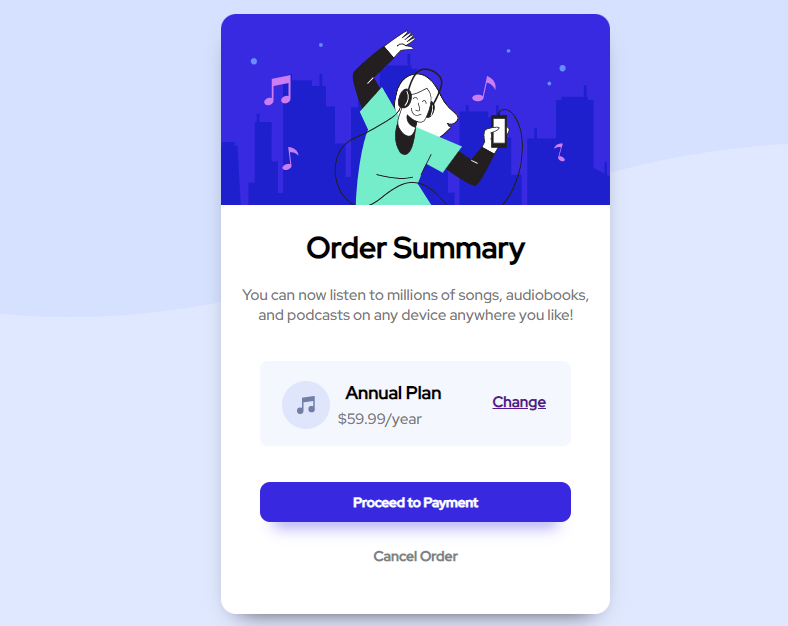 Order Summary
You can now listen to millions of songs, audiobooks,
and podcasts on any device anywhere you like!
Annual Plan
$59.99/year
Change
Proceed to Payment
Cancel Order